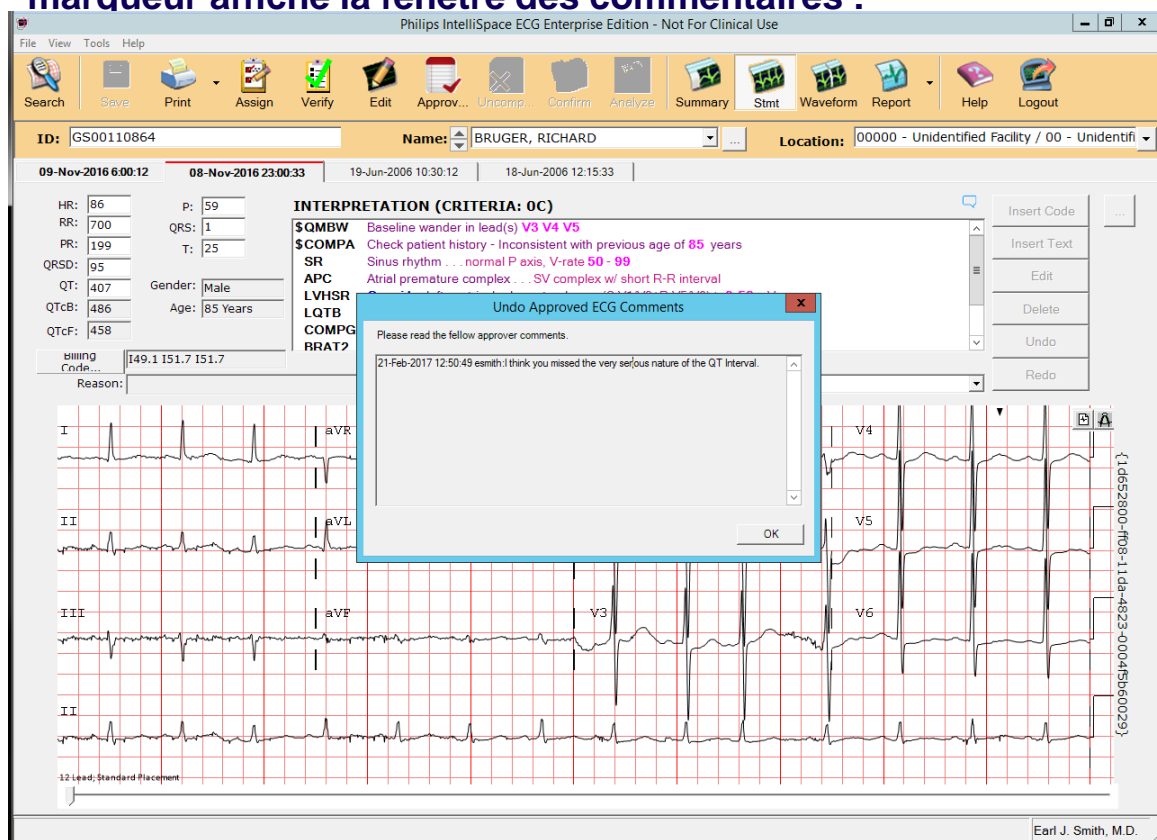 marqueur affiche la fenêtre des commentaires :
Philips IntelliSpace ECG Enterprise Edition - Not For Clinical Use
File View Tools Help
Search Save Print Assign Verify Edit Approv... Uncomp... Confirm Analyze Summary Stmt Waveform Report Help Logout
ID: GS00110864 Name: BRUGER, RICHARD ... Location: 00000 - Unidentified Facility / 00 - Unidentifi
09-Nov-2016 6:00:12 08-Nov-2016 23:00:33 19-Jun-2006 10:30:12 18-Jun-2006 12:15:33
HR: 86 P: 59
RR: 700 QRS: 1
PR: 199 T: 25
QRSD: 95
QT: 407 Gender: Male
QTcB: 486 Age: 85 Years
QTcF: 458
Billing Code... I49.1 I51.7 I51.7
Reason:
INTERPRETATION (CRITERIA: 0C)
$QMBW Baseline wander in lead(s) V3 V4 V5
$COMPA Check patient history - Inconsistent with previous age of 85 years
SR Sinus rhythm . . . normal P axis, V-rate 50 - 99
APC Atrial premature complex . . . SV complex w/ short R-R interval
LVHSR
LQTB
COMPG
BRAT2
Insert Code ...
Insert Text
Edit
Delete
Undo
Redo
Undo Approved ECG Comments x
Please read the fellow approver comments.
21-Feb-2017 12:50:49 esmith:I think you missed the very serious nature of the QT Interval.
OK
I aVR V4
II aVL V5
III aVF V3 V6
II
12 Lead; Standard Placement
{1d652800-ff08-11da-4823-0004f5b60029}
Earl J. Smith, M.D.